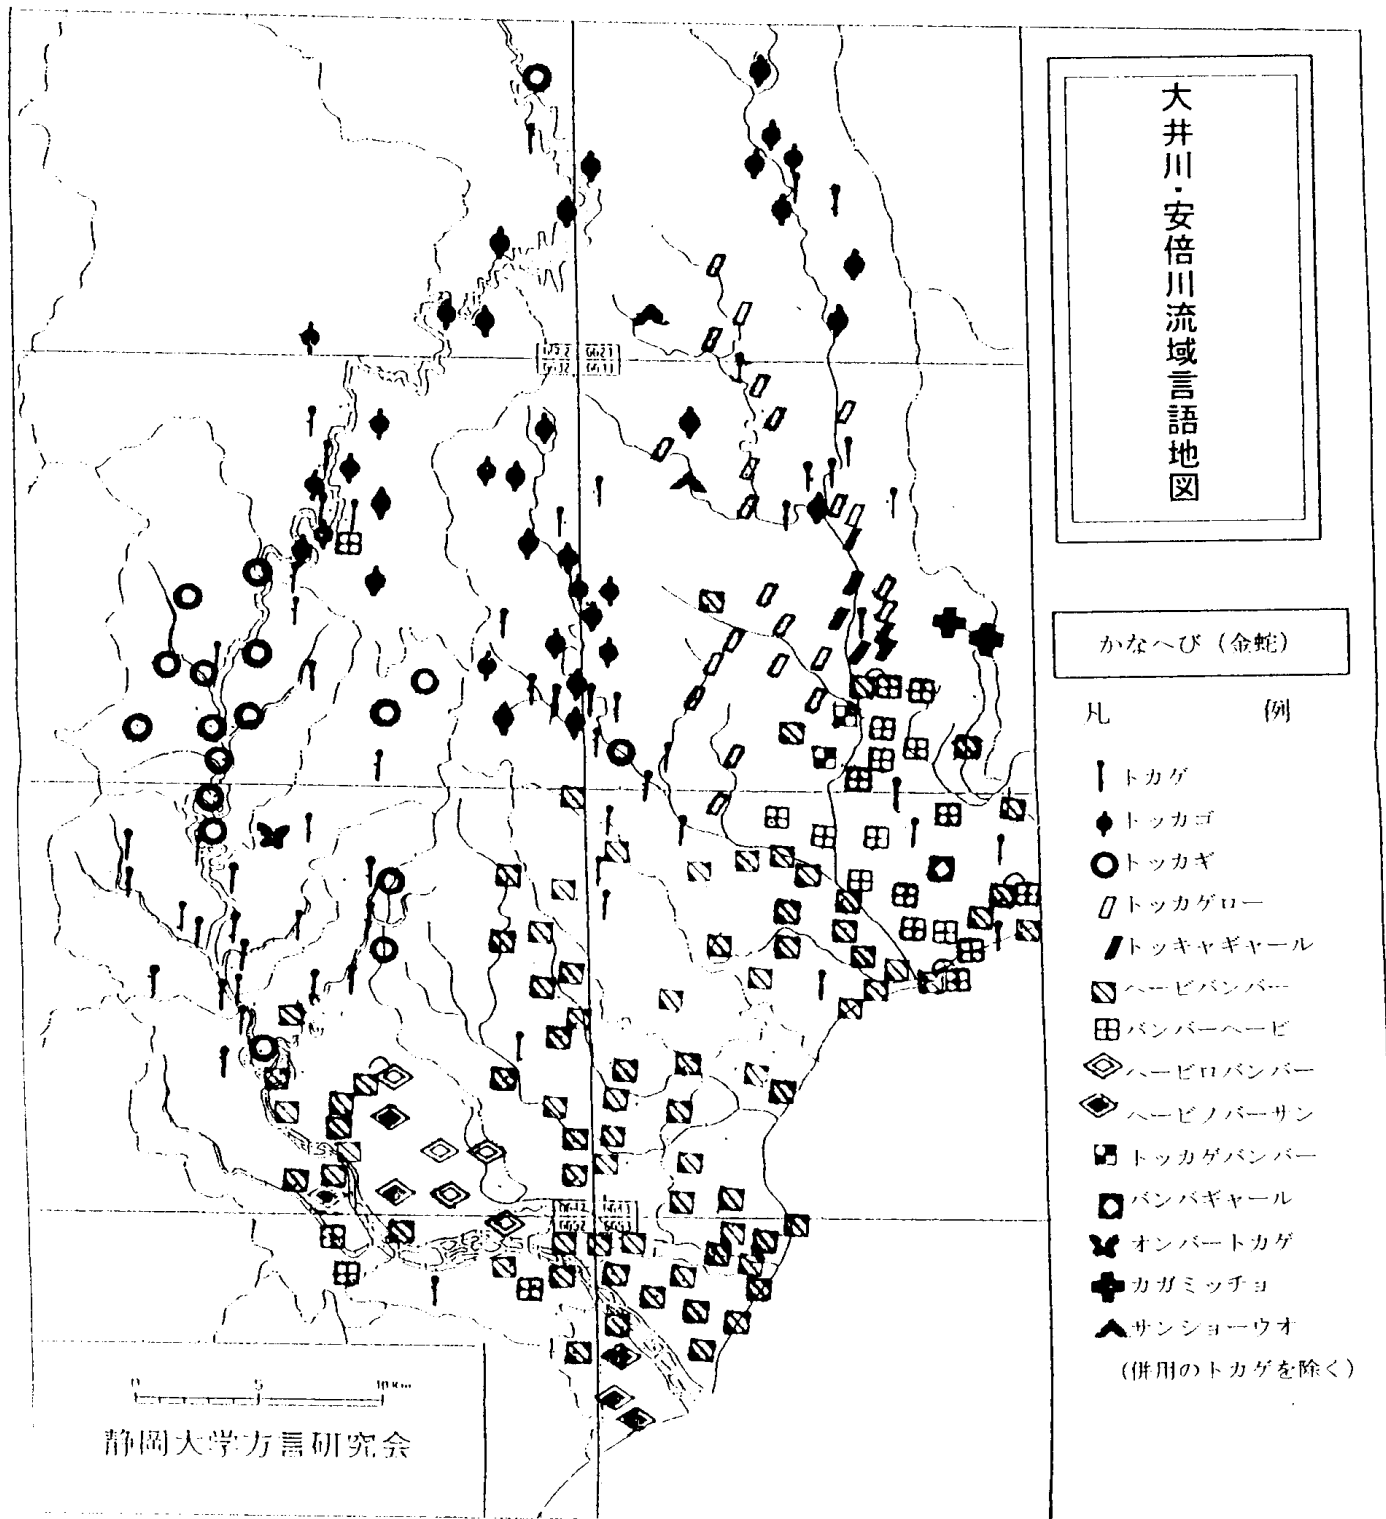 大井川・安倍川流域言語地図
かなへび（金蛇）
凡例
トカゲ
トッカゴ
トッカギ
トッカゲロー
トッキャギャール
ヘービバンバー
バンバーヘービ
ヘービロバンバー
ヘービノバーサン
トッカゲバンバー
バンバギャール
オンバートカゲ
カガミッチョ
サンショーウオ
（併用のトカゲを除く）
0 5 10km
静岡大学方言研究会